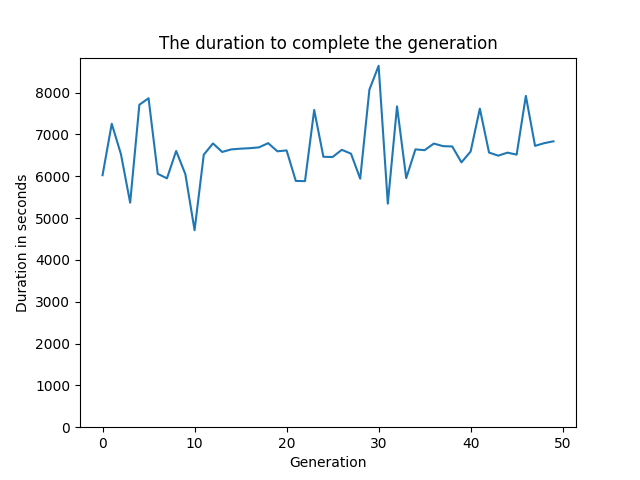 The duration to complete the generation
Duration in seconds
8000
7000
6000
5000
4000
3000
2000
1000
0
0 10 20 30 40 50
Generation